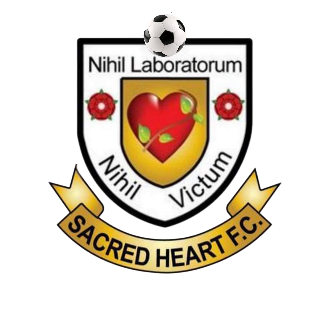 Nihil Laboratorum
Nihil Victum
SACRED HEART F.C.